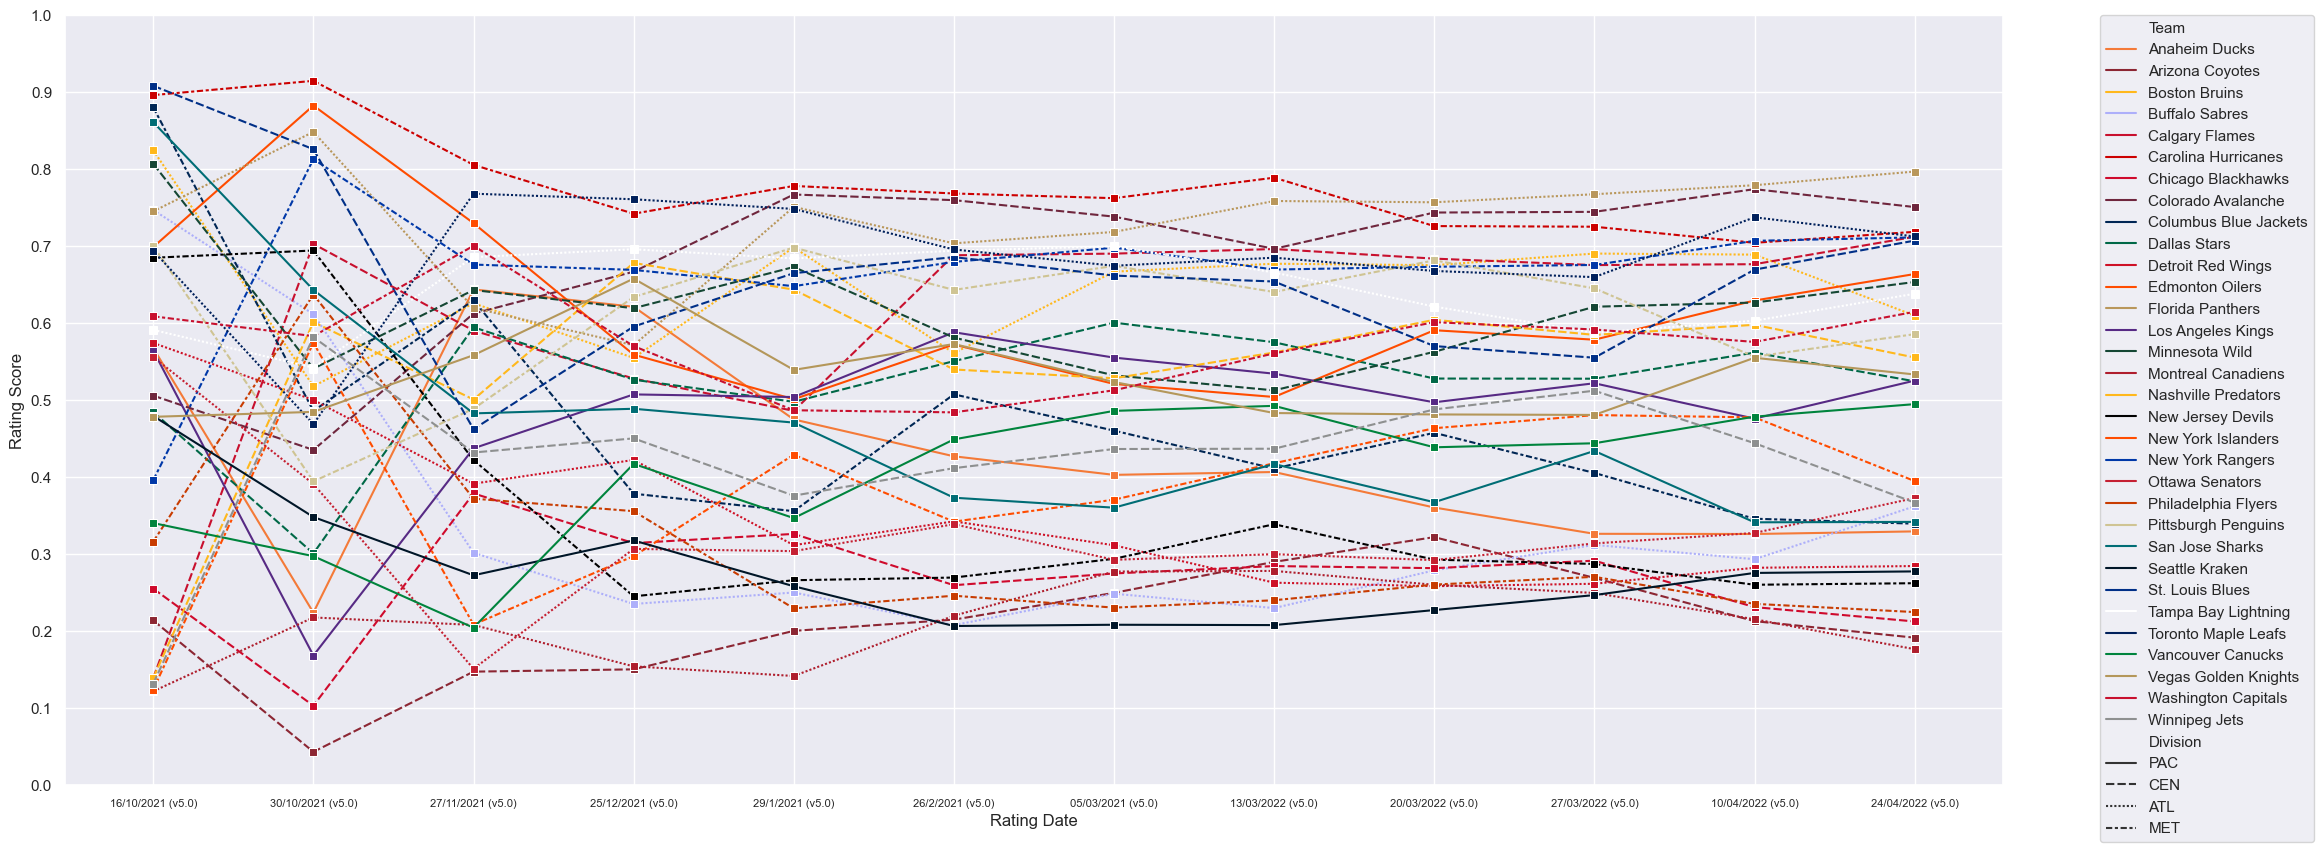 1.0
0.9
0.8
0.7
0.6
0.5
0.4
0.3
0.2
0.1
0.0
Rating Score
16/10/2021 (v5.0)
30/10/2021 (v5.0)
27/11/2021 (v5.0)
25/12/2021 (v5.0)
29/1/2021 (v5.0)
26/2/2021 (v5.0)
05/03/2021 (v5.0)
13/03/2022 (v5.0)
20/03/2022 (v5.0)
27/03/2022 (v5.0)
10/04/2022 (v5.0)
24/04/2022 (v5.0)
Rating Date
Team
Anaheim Ducks
Arizona Coyotes
Boston Bruins
Buffalo Sabres
Calgary Flames
Carolina Hurricanes
Chicago Blackhawks
Colorado Avalanche
Columbus Blue Jackets
Dallas Stars
Detroit Red Wings
Edmonton Oilers
Florida Panthers
Los Angeles Kings
Minnesota Wild
Montreal Canadiens
Nashville Predators
New Jersey Devils
New York Islanders
New York Rangers
Ottawa Senators
Philadelphia Flyers
Pittsburgh Penguins
San Jose Sharks
Seattle Kraken
St. Louis Blues
Tampa Bay Lightning
Toronto Maple Leafs
Vancouver Canucks
Vegas Golden Knights
Washington Capitals
Winnipeg Jets
Division
PAC
CEN
ATL
MET